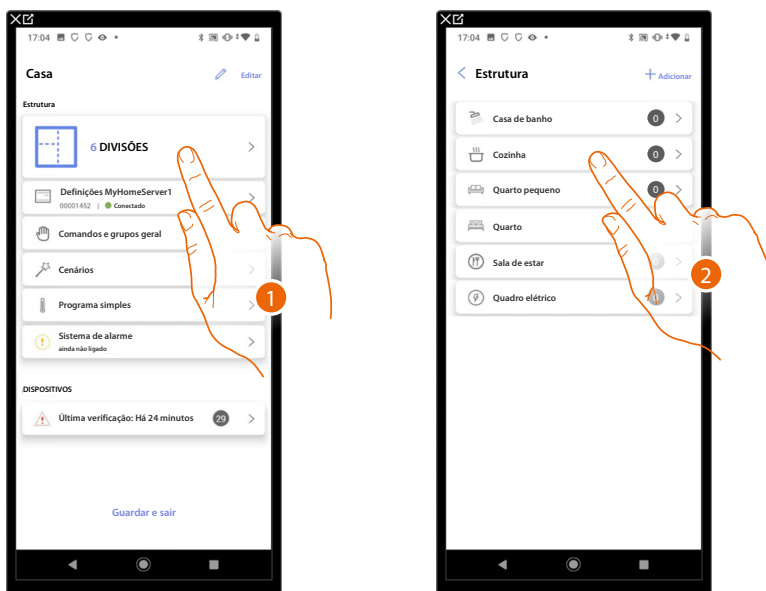 17:04
Casa
Editar
Estrutura
6 DIVISÕES
Definições MyHomeServer1
00001452 | Conectado
Comandos e grupos geral
Cenários
Programa simples
Sistema de alarme
ainda não ligado
DISPOSITIVOS
Última verificação: Há 24 minutos 29
Guardar e sair
1
17:04
Estrutura
Adicionar
Casa de banho 0
Cozinha 0
Quarto pequeno 0
Quarto
Sala de estar
Quadro elétrico
2